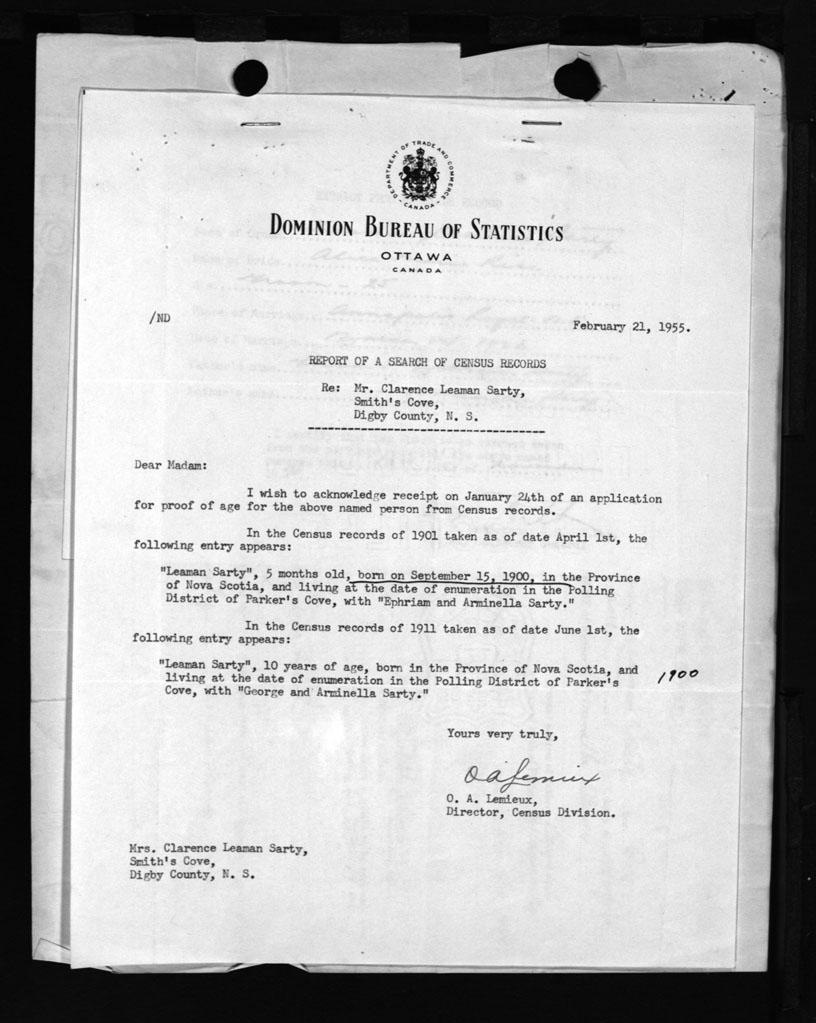 DEPARTMENT OF TRADE AND COMMERCE
CANADA
DOMINION BUREAU OF STATISTICS
OTTAWA
CANADA
/ND
February 21, 1955.
REPORT OF A SEARCH OF CENSUS RECORDS
Re: Mr. Clarence Leaman Sarty,
Smith's Cove,
Digby County, N. S.
-----------------------------------
Dear Madam:
I wish to acknowledge receipt on January 24th of an application
for proof of age for the above named person from Census records.
In the Census records of 1901 taken as of date April 1st, the
following entry appears:
"Leaman Sarty", 5 months old, born on September 15, 1900, in the Province
of Nova Scotia, and living at the date of enumeration in the Polling
District of Parker's Cove, with "Ephriam and Arminella Sarty."
In the Census records of 1911 taken as of date June 1st, the
following entry appears:
"Leaman Sarty", 10 years of age, born in the Province of Nova Scotia, and
living at the date of enumeration in the Polling District of Parker's
Cove, with "George and Arminella Sarty."
1900
Yours very truly,
O A Lemieux
O. A. Lemieux,
Director, Census Division.
Mrs. Clarence Leaman Sarty,
Smith's Cove,
Digby County, N. S.